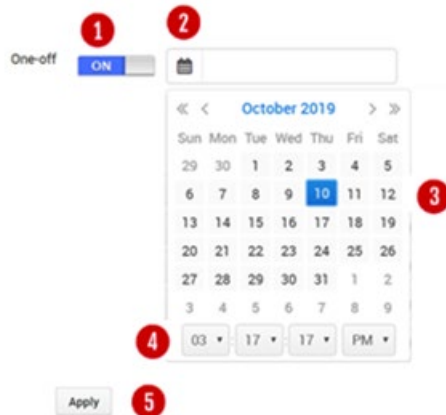 1 2
One-off ON
« < October 2019 > »
Sun Mon Tue Wed Thu Fri Sat
29 30 1 2 3 4 5
6 7 8 9 10 11 12 3
13 14 15 16 17 18 19
20 21 22 23 24 25 26
27 28 29 30 31 1 2
3 4 5 6 7 8 9
4 03 : 17 : 17 PM
Apply 5